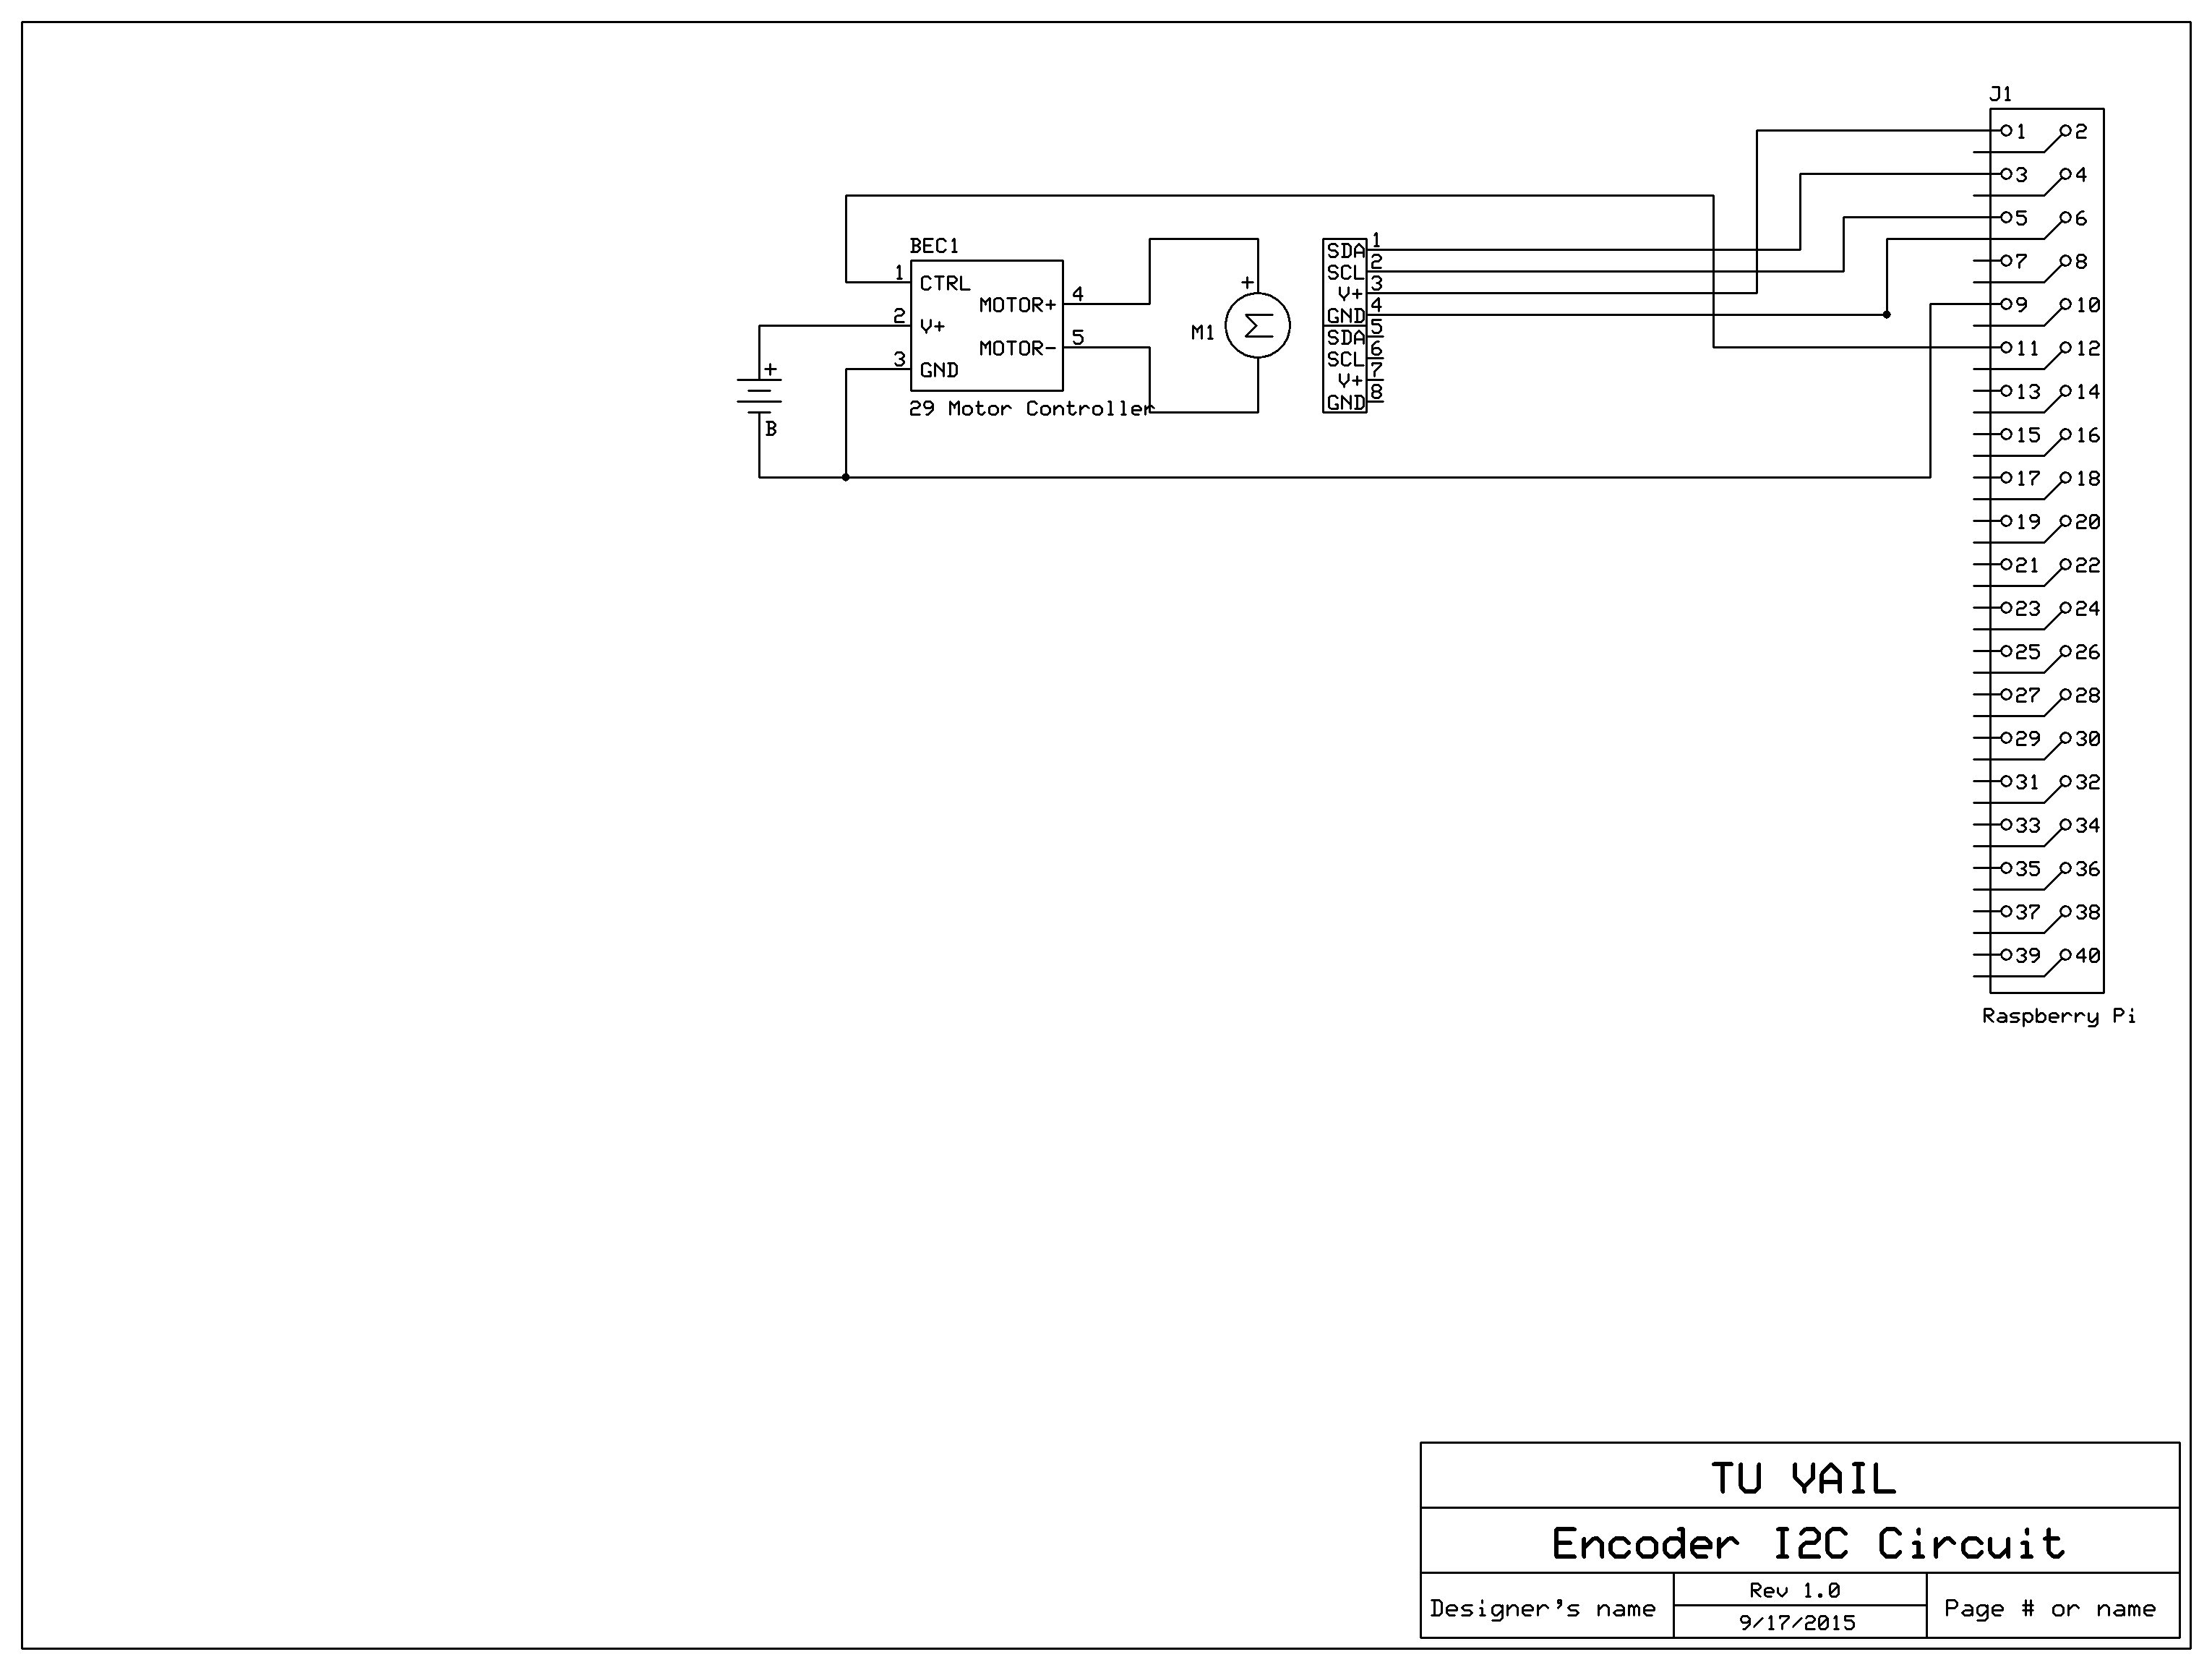 J1
1 2
3 4
5 6
7 8
9 10
11 12
13 14
15 16
17 18
19 20
21 22
23 24
25 26
27 28
29 30
31 32
33 34
35 36
37 38
39 40
Raspberry Pi
BEC1
1 CTRL
MOTOR+ 4
2 V+
MOTOR- 5
3 GND
29 Motor Controller
+
B
+
M1
SDA 1
SCL 2
V+ 3
GND 4
SDA 5
SCL 6
V+ 7
GND 8
TU VAIL
Encoder I2C Circuit
Designer's name
Rev 1.0
9/17/2015
Page # or name